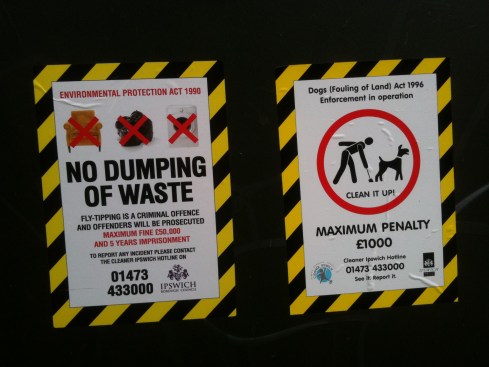 ENVIRONMENTAL PROTECTION ACT 1990
NO DUMPING
OF WASTE
FLY-TIPPING IS A CRIMINAL OFFENCE
AND OFFENDERS WILL BE PROSECUTED
MAXIMUM FINE £50,000
AND 5 YEARS IMPRISONMENT
TO REPORT ANY INCIDENT PLEASE CONTACT
THE CLEANER IPSWICH HOTLINE ON
01473
433000
IPSWICH
BOROUGH COUNCIL
Dogs (Fouling of Land) Act 1996
Enforcement in operation
CLEAN IT UP!
MAXIMUM PENALTY
£1000
Cleaner Ipswich Hotline
01473 433000
See it. Report it.